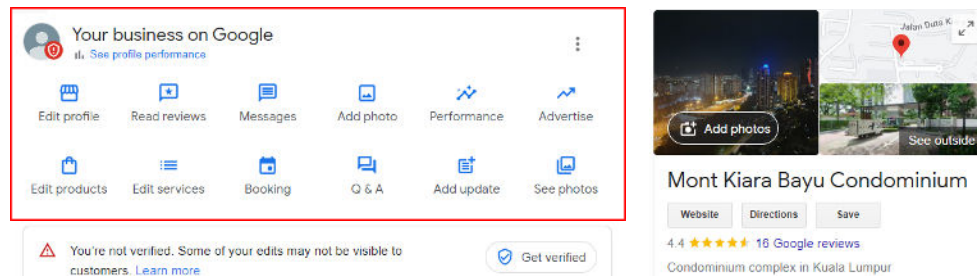 Your business on Google
See profile performance
Edit profile Read reviews Messages Add photo Performance Advertise
Edit products Edit services Booking Q & A Add update See photos
You're not verified. Some of your edits may not be visible to
customers. Learn more
Get verified
Jalan Duta K
Add photos
See outside
Mont Kiara Bayu Condominium
Website Directions Save
4.4 16 Google reviews
Condominium complex in Kuala Lumpur